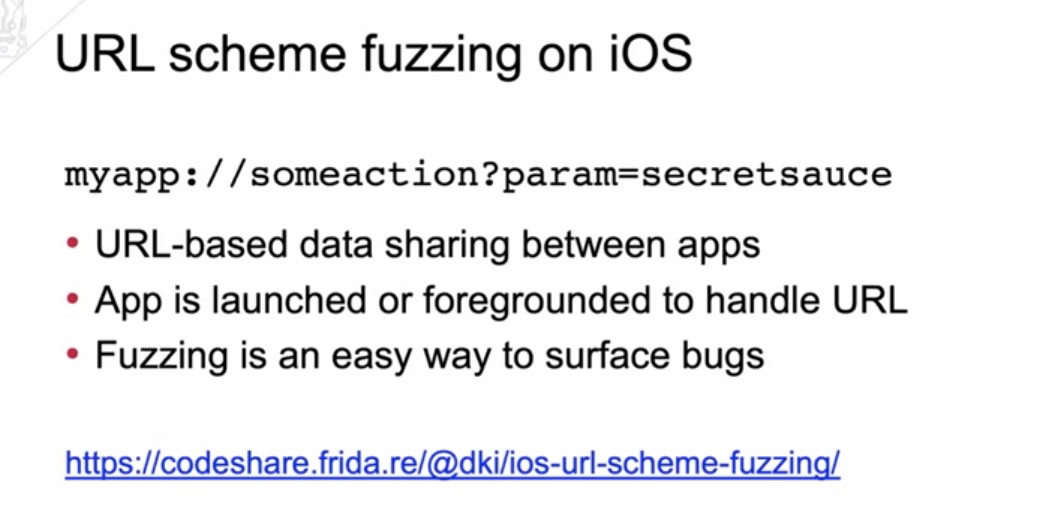 URL scheme fuzzing on iOS
myapp://someaction?param=secretsauce
• URL-based data sharing between apps
• App is launched or foregrounded to handle URL
• Fuzzing is an easy way to surface bugs
https://codeshare.frida.re/@dki/ios-url-scheme-fuzzing/